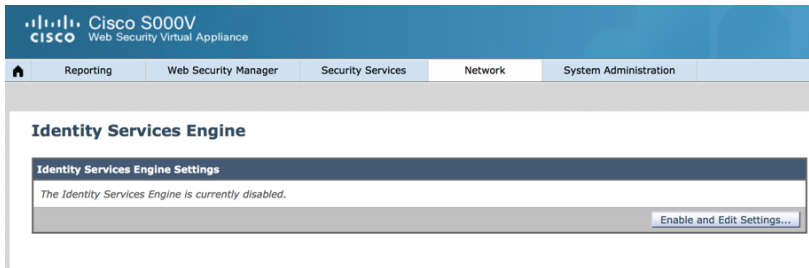 Cisco S000V
CISCO Web Security Virtual Appliance
Reporting Web Security Manager Security Services Network System Administration
Identity Services Engine
Identity Services Engine Settings
The Identity Services Engine is currently disabled.
Enable and Edit Settings...